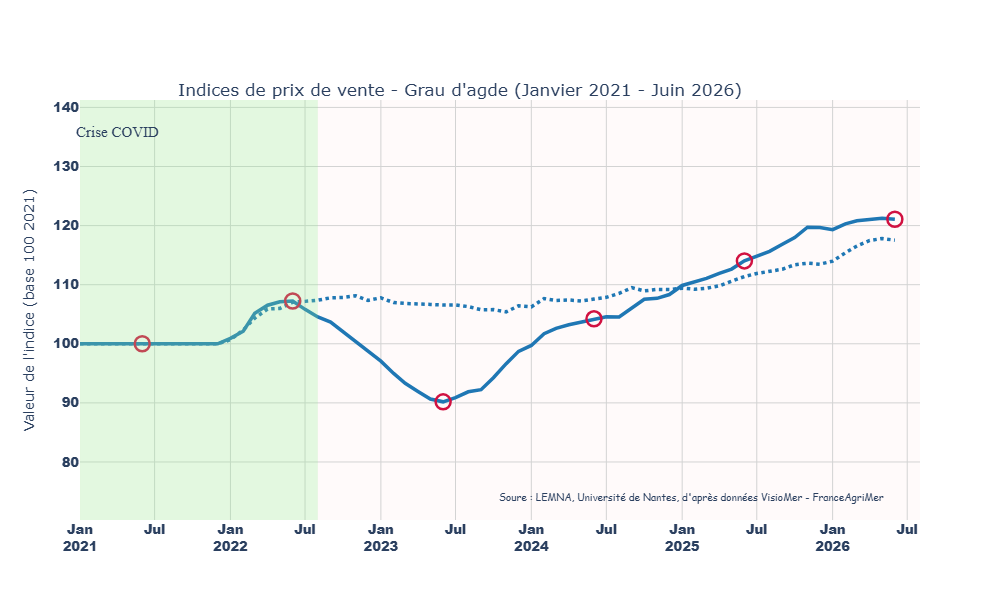 Indices de prix de vente - Grau d'agde (Janvier 2021 - Juin 2026)
140
Crise COVID
130
120
110
100
90
80
Valeur de l'indice (base 100 2021)
Soure : LEMNA, Université de Nantes, d'après données VisioMer - FranceAgriMer
Jan Jul Jan Jul Jan Jul Jan Jul Jan Jul Jan Jul
2021 2022 2023 2024 2025 2026